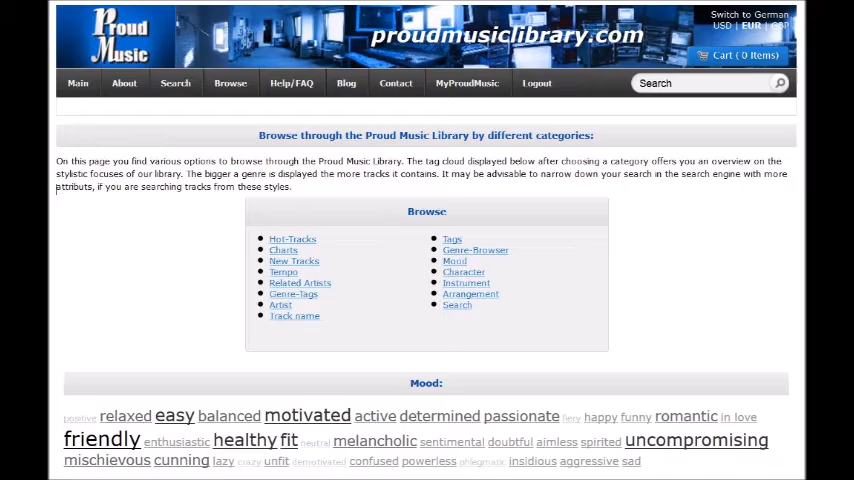 Proud
Music
proudmusiclibrary.com
Switch to German
USD | EUR | GBP
Cart ( 0 Items)
Main About Search Browse Help/FAQ Blog Contact MyProudMusic Logout Search
Browse through the Proud Music Library by different categories:
On this page you find various options to browse through the Proud Music Library. The tag cloud displayed below after choosing a category offers you an overview on the
stylistic focuses of our library. The bigger a genre is displayed the more tracks it contains. It may be advisable to narrow down your search in the search engine with more
attributs, if you are searching tracks from these styles.
Browse
Hot-Tracks
Charts
New Tracks
Tempo
Related Artists
Genre-Tags
Artist
Track name
Tags
Genre-Browser
Mood
Character
Instrument
Arrangement
Search
Mood:
positive relaxed easy balanced motivated active determined passionate fiery happy funny romantic in love
friendly enthusiastic healthy fit neutral melancholic sentimental doubtful aimless spirited uncompromising
mischievous cunning lazy crazy unfit demotivated confused powerless phlegmatic insidious aggressive sad